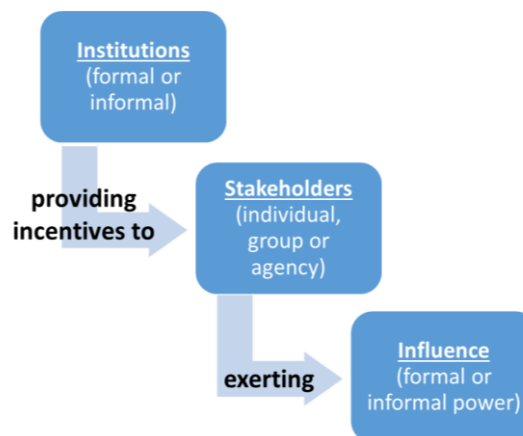 Institutions
(formal or
informal)
providing
incentives to
Stakeholders
(individual,
group or
agency)
exerting
Influence
(formal or
informal power)